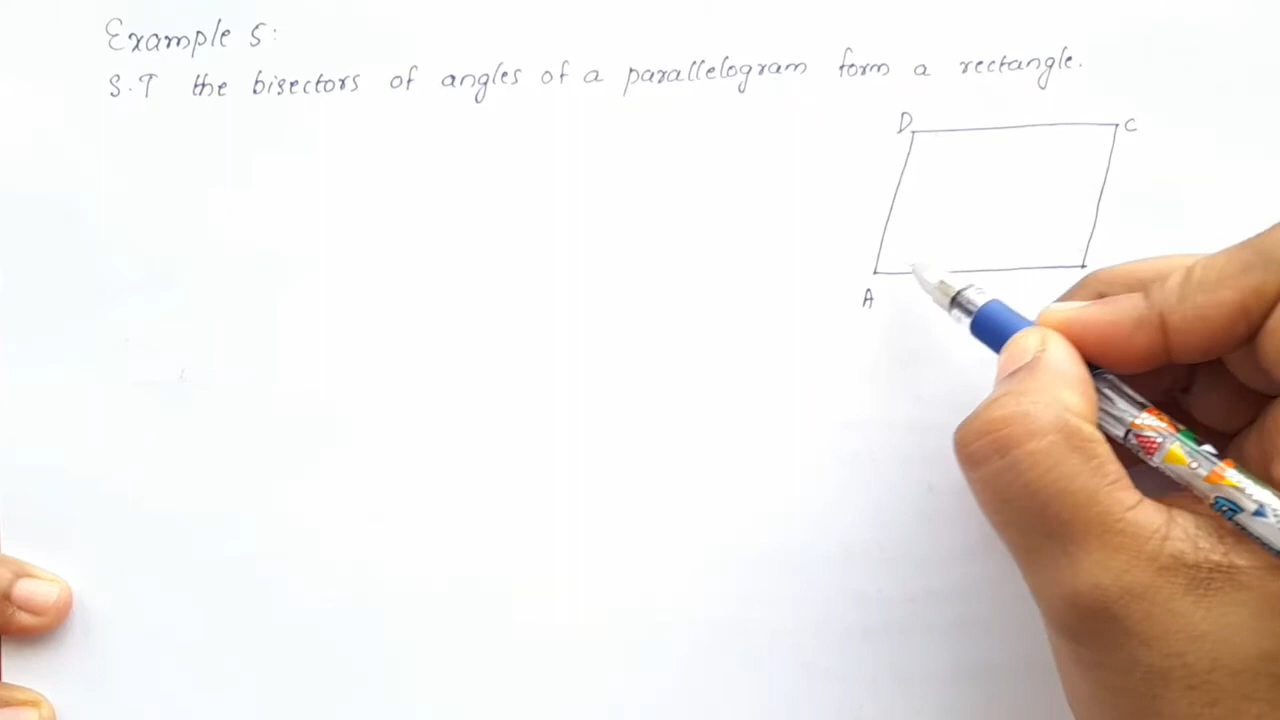 Example 5:
S.T the bisectors of angles of a parallelogram form a rectangle.
D C
A